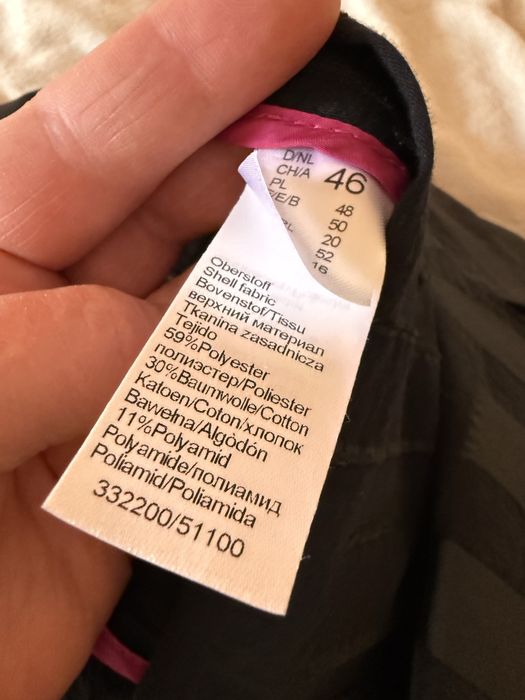 D/NL
CH/A 46
PL 48
/E/B 50
20
52
16
Oberstoff
Shell fabric
Bovenstof/Tissu
верхний материал
Tkanina zasadnicza
Tejido
59%Polyester
полиэстер/Poliester
30%Baumwolle/Cotton
Katoen/Coton/хлопок
Bawełna/Algodón
11%Polyamid
Polyamide/полиамид
Poliamid/Poliamida
332200/51100